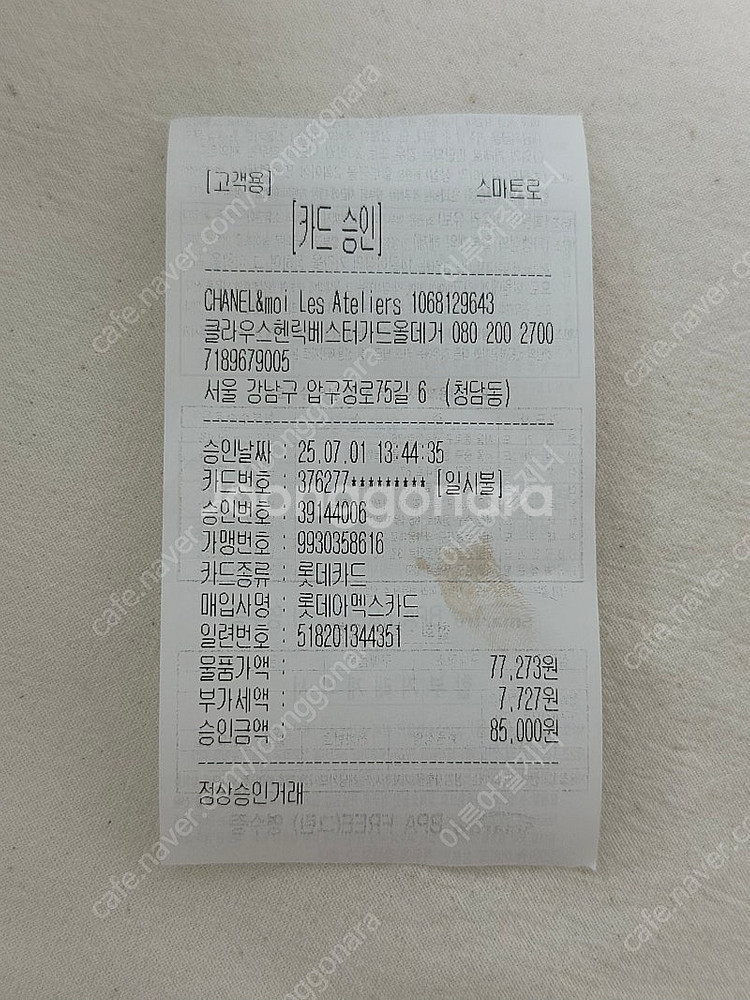 [고객용] 스마트로
[카드 승인]
CHANEL&moi Les Ateliers 1068129643
클라우스헨릭베스터가드올데거 080 200 2700
7189679005
서울 강남구 압구정로75길 6 (청담동)
승인날짜 : 25.07.01 13:44:35
카드번호 : 376277********* [일시불]
승인번호 : 39144006
가맹번호 : 9930358616
카드종류 : 롯데카드
매입사명 : 롯데아멕스카드
일련번호 : 518201344351
물품가액 : 77,273원
부가세액 : 7,727원
승인금액 : 85,000원
정상승인거래
joonggonara
cafe.naver.com/joonggonara